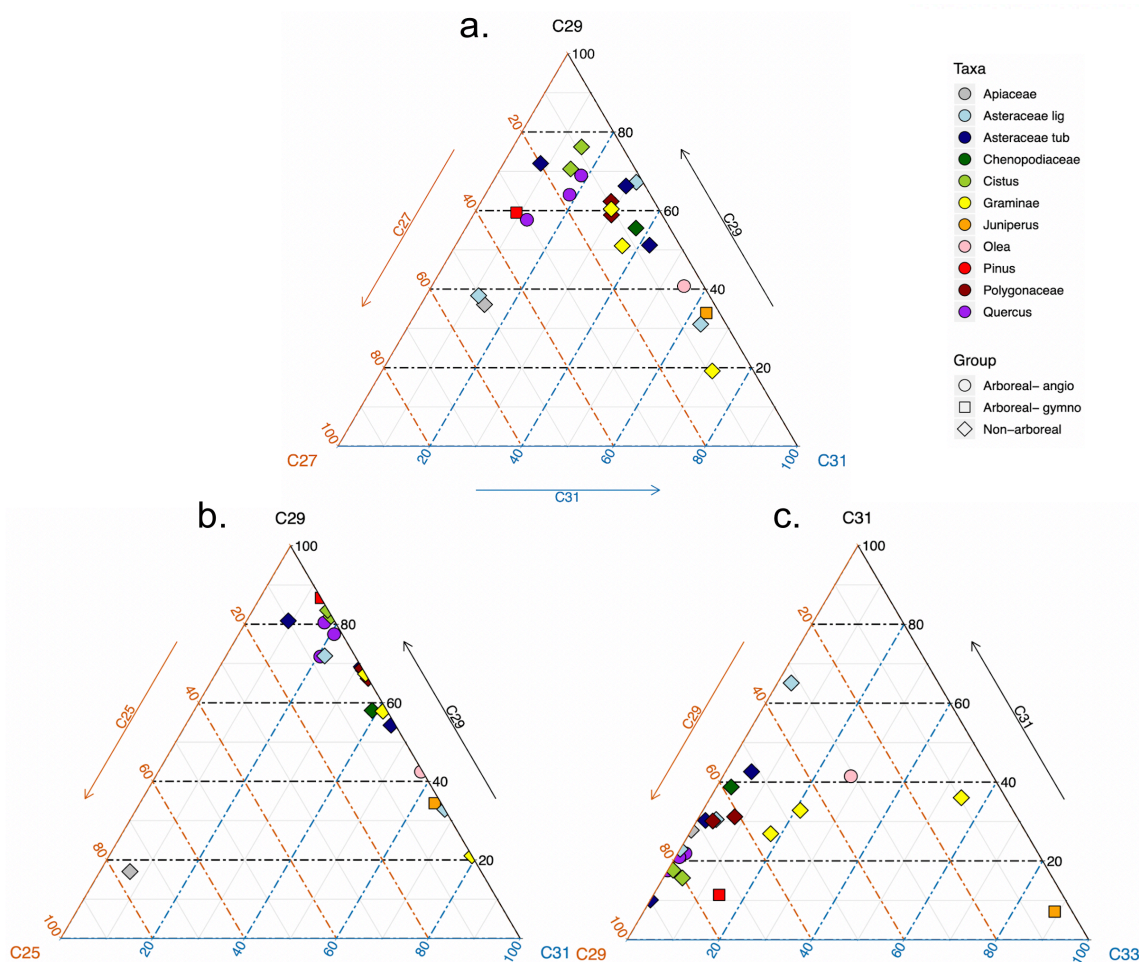 a.
C29
100
20
80
40
60
60
40
80
20
100
20
40
60
80
100
C27
C31
C27
C29
C31
Taxa
Apiaceae
Asteraceae lig
Asteraceae tub
Chenopodiaceae
Cistus
Graminae
Juniperus
Olea
Pinus
Polygonaceae
Quercus
Group
Arboreal− angio
Arboreal− gymno
Non−arboreal
b.
C29
100
20
80
40
60
60
40
80
20
100
20
40
60
80
100
C25
C31
C25
C29
c.
C31
100
20
80
40
60
60
40
80
20
100
20
40
60
80
100
C29
C33
C29
C31